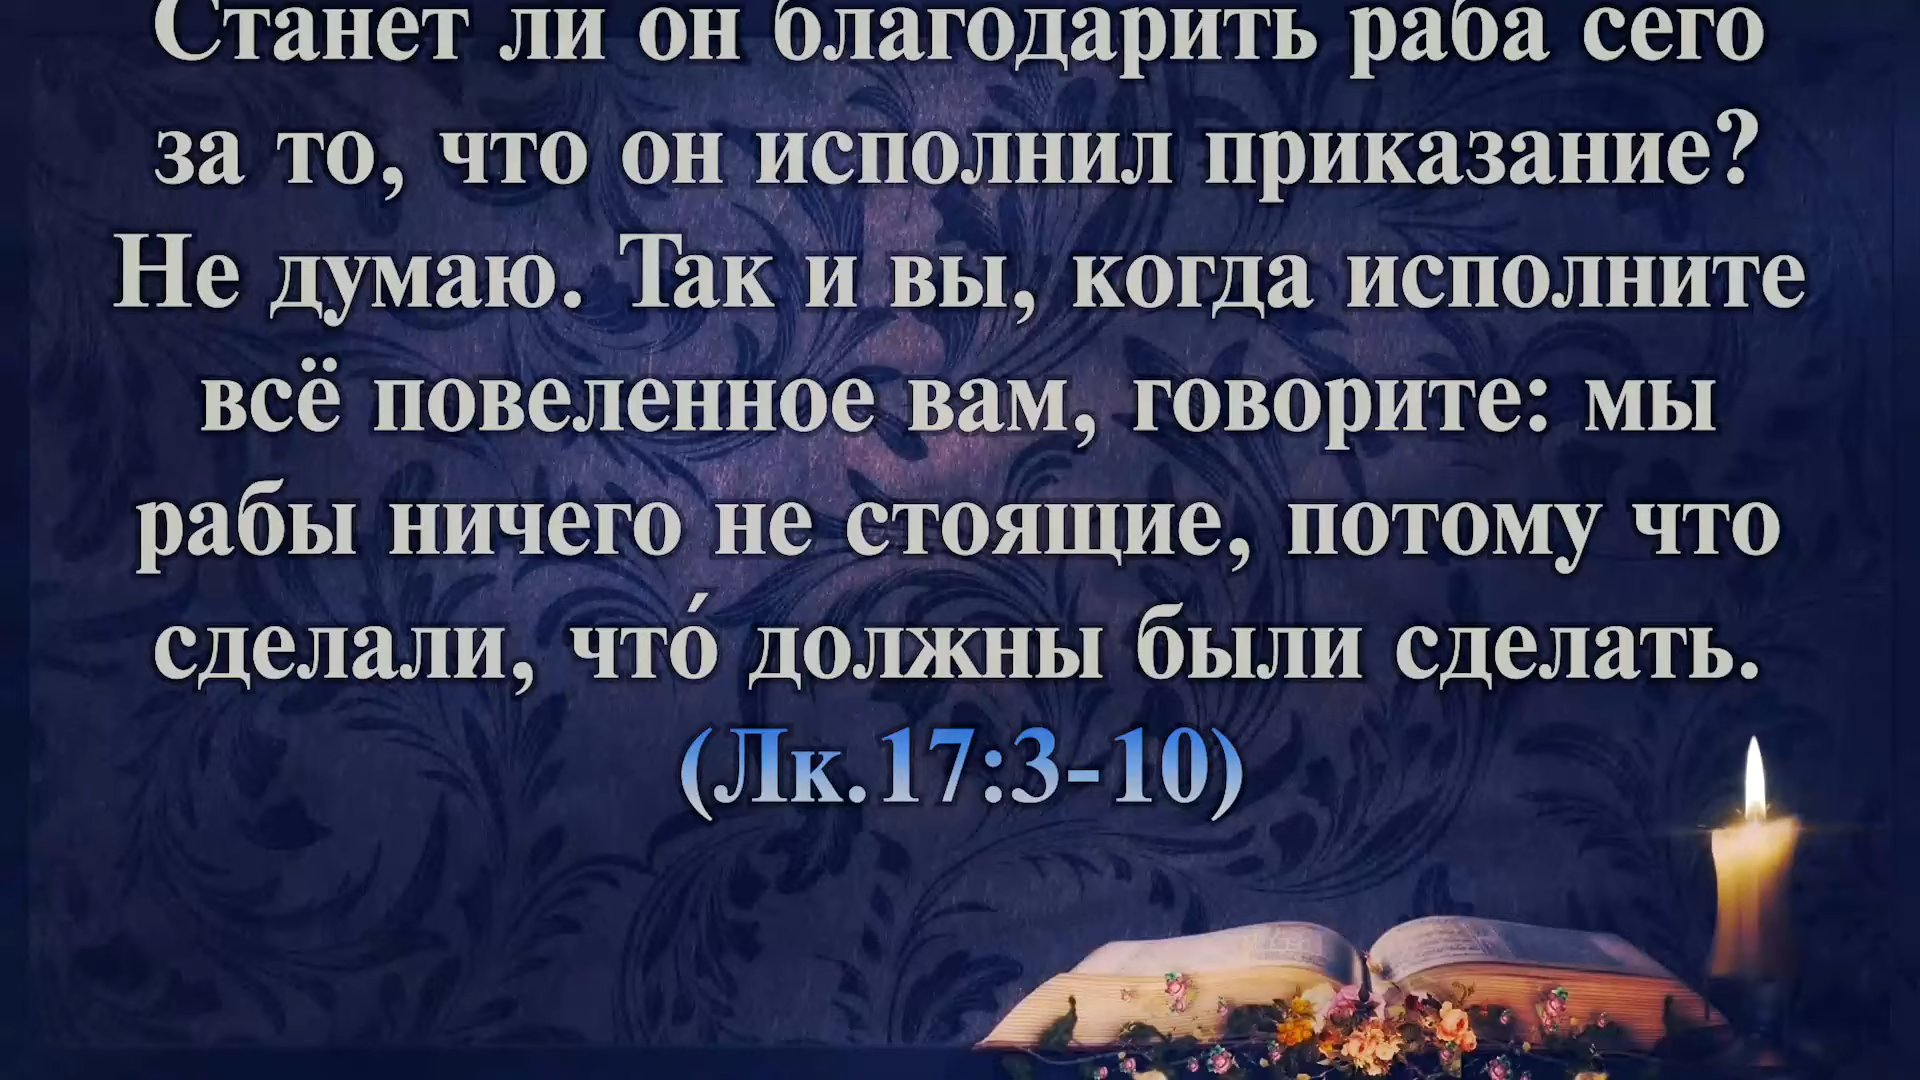 Станет ли он благодарить раба сего
за то, что он исполнил приказание?
Не думаю. Так и вы, когда исполните
всё повеленное вам, говорите: мы
рабы ничего не стоящие, потому что
сделали, что́ должны были сделать.
(Лк.17:3-10)